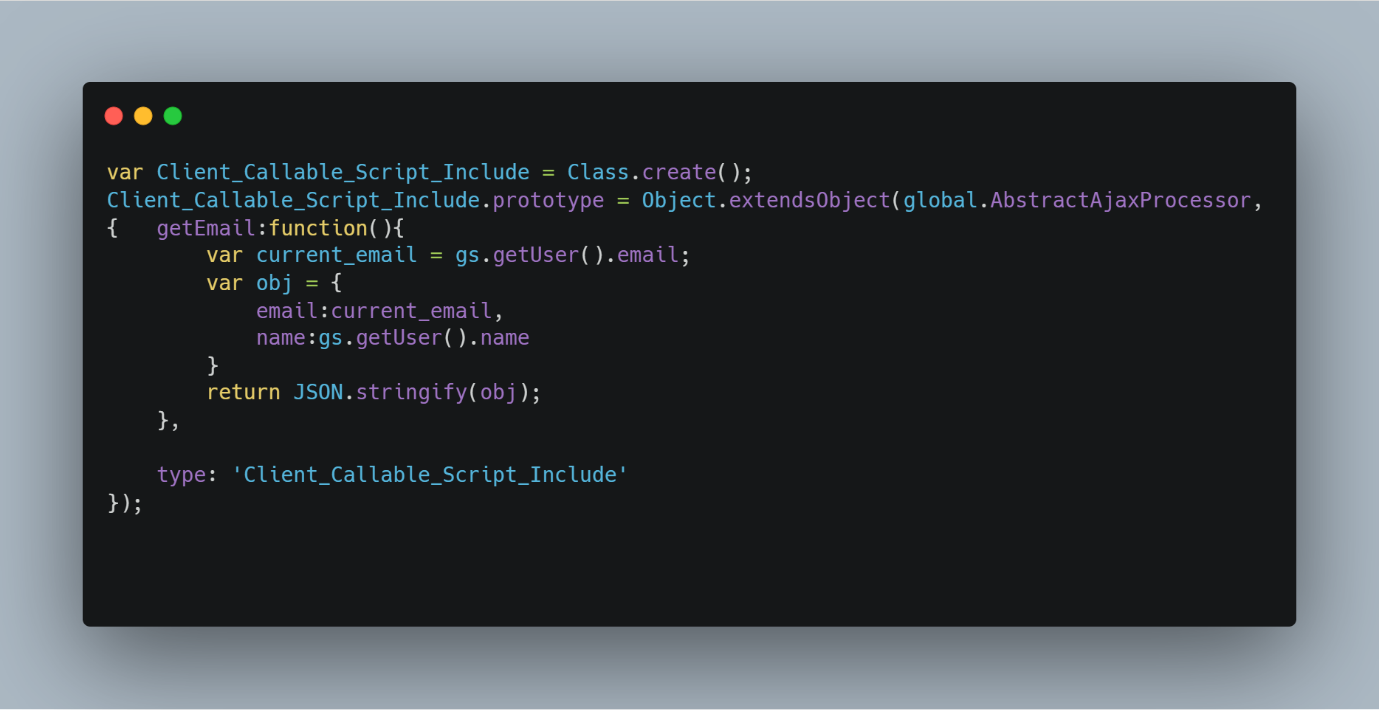 var Client_Callable_Script_Include = Class.create();
Client_Callable_Script_Include.prototype = Object.extendsObject(global.AbstractAjaxProcessor,
{   getEmail:function(){
        var current_email = gs.getUser().email;
        var obj = {
            email:current_email,
            name:gs.getUser().name
        }
        return JSON.stringify(obj);
    },

    type: 'Client_Callable_Script_Include'
});